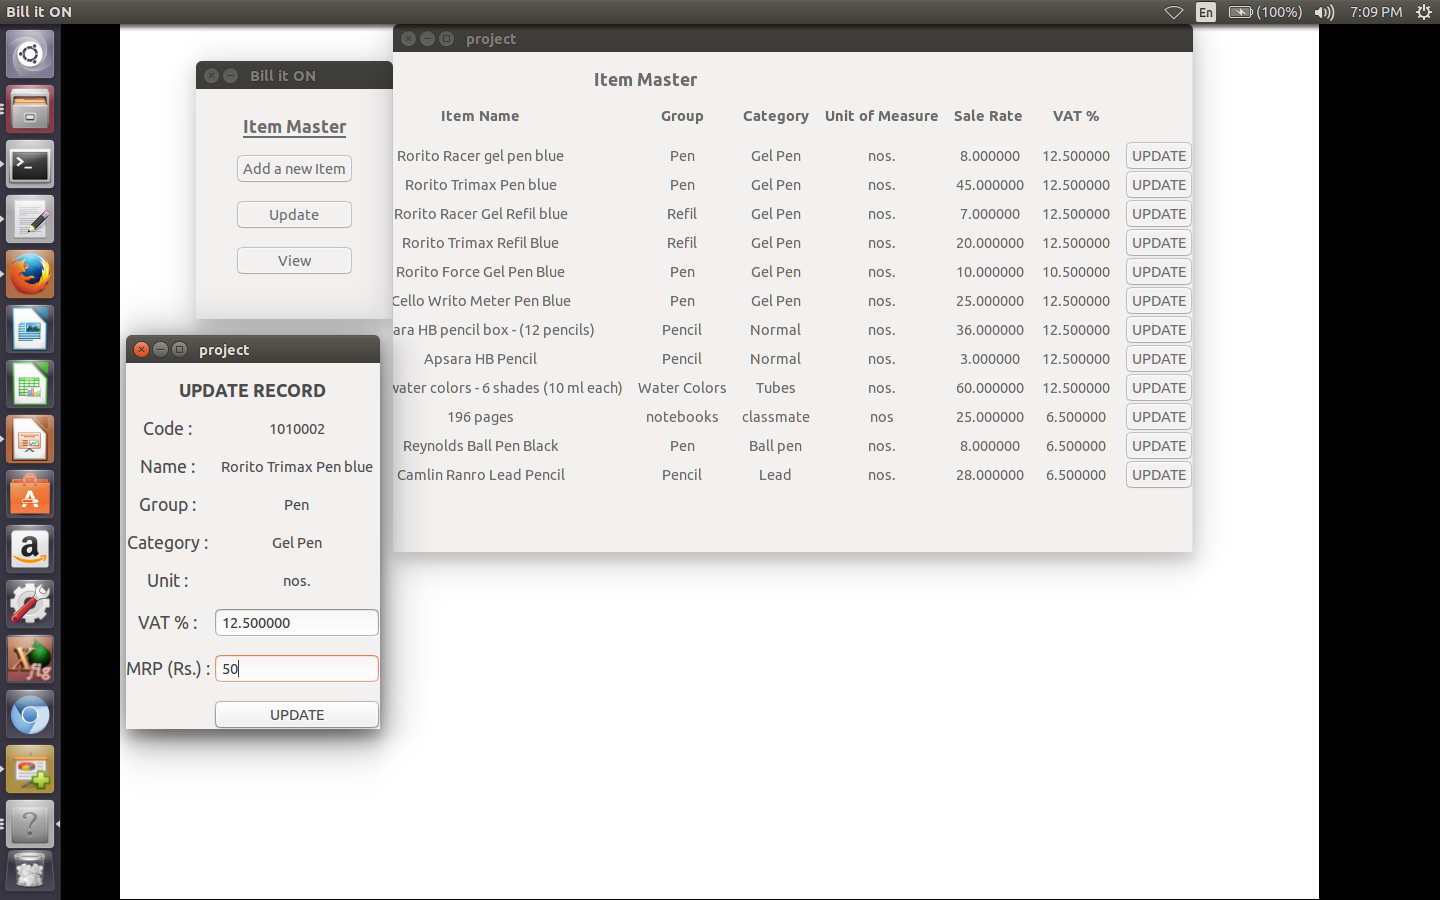 Bill it ON
En (100%) 7:09 PM
project
Item Master
Item Name Group Category Unit of Measure Sale Rate VAT %
Rorito Racer gel pen blue Pen Gel Pen nos. 8.000000 12.500000 UPDATE
Rorito Trimax Pen blue Pen Gel Pen nos. 45.000000 12.500000 UPDATE
Rorito Racer Gel Refil blue Refil Gel Pen nos. 7.000000 12.500000 UPDATE
Rorito Trimax Refil Blue Refil Gel Pen nos. 20.000000 12.500000 UPDATE
Rorito Force Gel Pen Blue Pen Gel Pen nos. 10.000000 10.500000 UPDATE
Cello Writo Meter Pen Blue Pen Gel Pen nos. 25.000000 12.500000 UPDATE
ara HB pencil box - (12 pencils) Pencil Normal nos. 36.000000 12.500000 UPDATE
Apsara HB Pencil Pencil Normal nos. 3.000000 12.500000 UPDATE
water colors - 6 shades (10 ml each) Water Colors Tubes nos. 60.000000 12.500000 UPDATE
196 pages notebooks classmate nos 25.000000 6.500000 UPDATE
Reynolds Ball Pen Black Pen Ball pen nos. 8.000000 6.500000 UPDATE
Camlin Ranro Lead Pencil Pencil Lead nos. 28.000000 6.500000 UPDATE
Bill it ON
Item Master
Add a new Item
Update
View
project
UPDATE RECORD
Code : 1010002
Name : Rorito Trimax Pen blue
Group : Pen
Category : Gel Pen
Unit : nos.
VAT % : 12.500000
MRP (Rs.) : 50
UPDATE
X fig
a
?